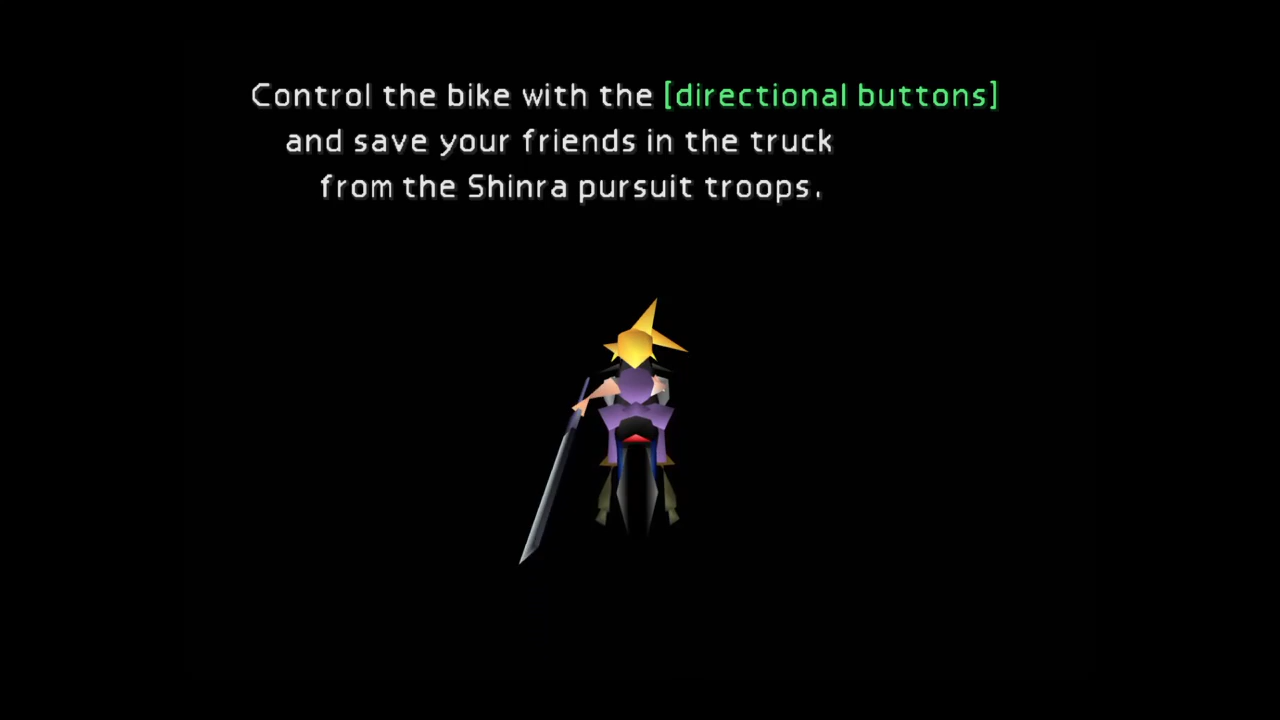 Control the bike with the [directional buttons]
and save your friends in the truck
from the Shinra pursuit troops.